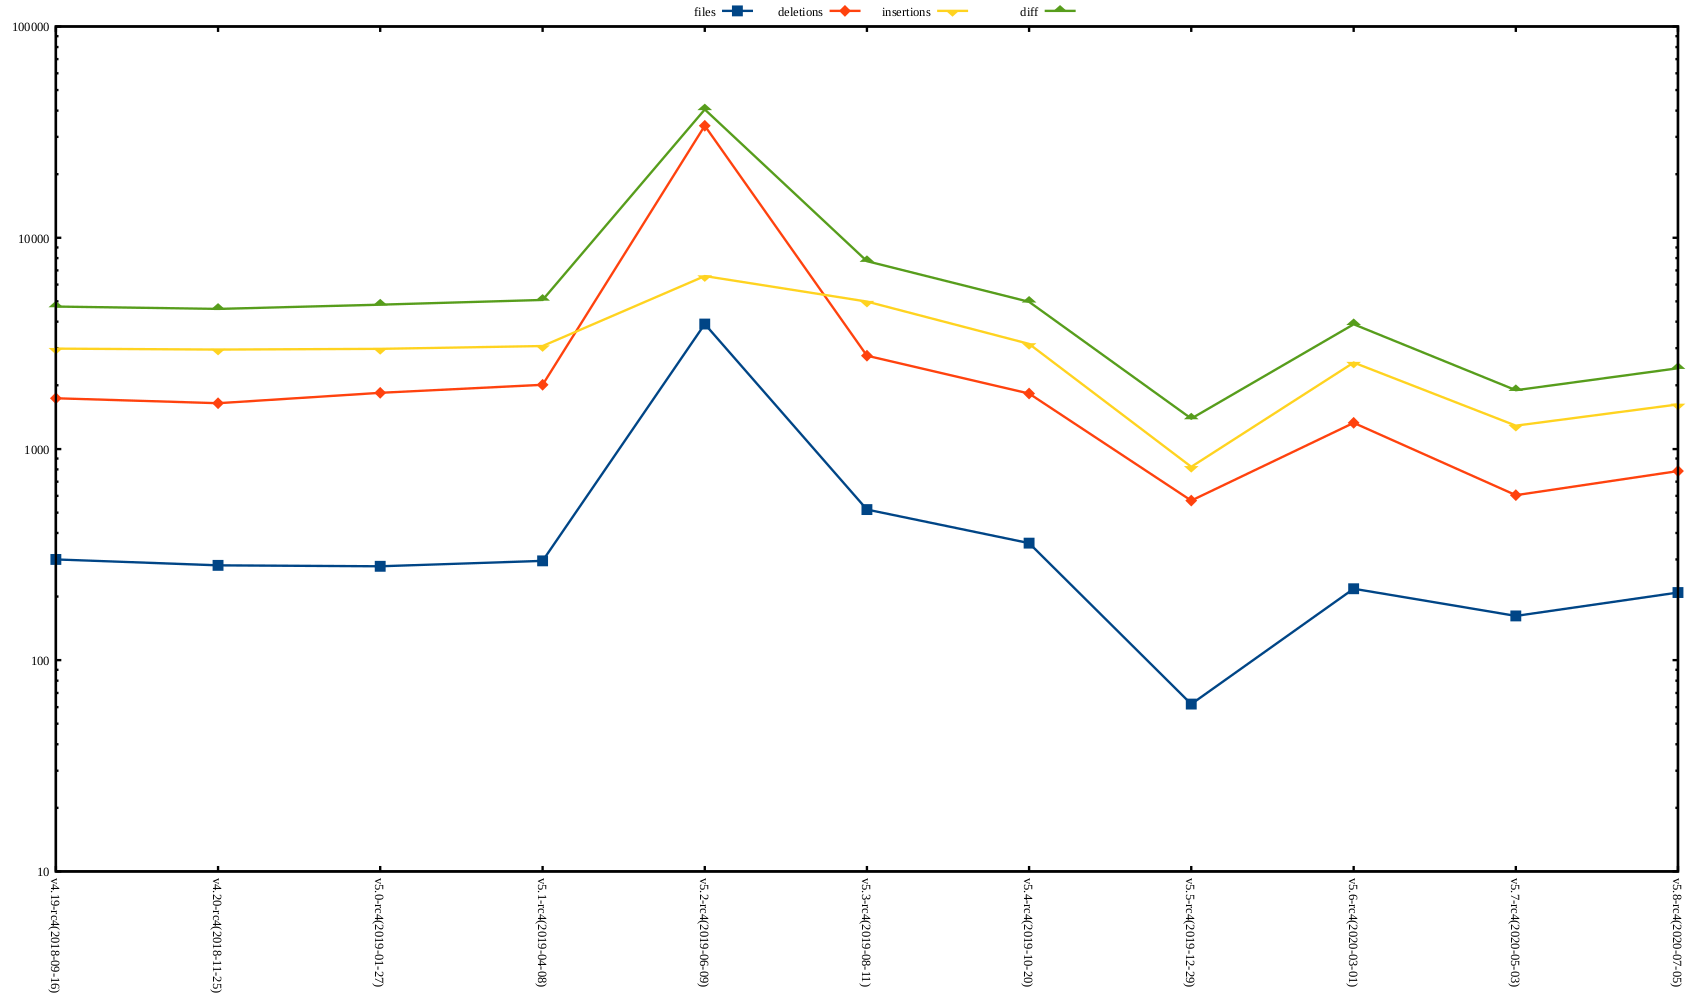 files deletions insertions diff
100000
10000
1000
100
10
v4.19-rc4(2018-09-16)
v4.20-rc4(2018-11-25)
v5.0-rc4(2019-01-27)
v5.1-rc4(2019-04-08)
v5.2-rc4(2019-06-09)
v5.3-rc4(2019-08-11)
v5.4-rc4(2019-10-20)
v5.5-rc4(2019-12-29)
v5.6-rc4(2020-03-01)
v5.7-rc4(2020-05-03)
v5.8-rc4(2020-07-05)